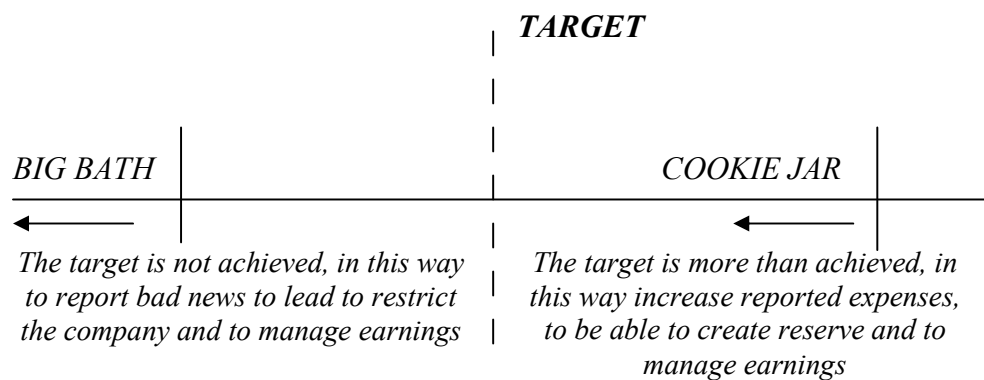 TARGET
BIG BATH
COOKIE JAR
The target is not achieved, in this way
to report bad news to lead to restrict
the company and to manage earnings
The target is more than achieved, in
this way increase reported expenses,
to be able to create reserve and to
manage earnings